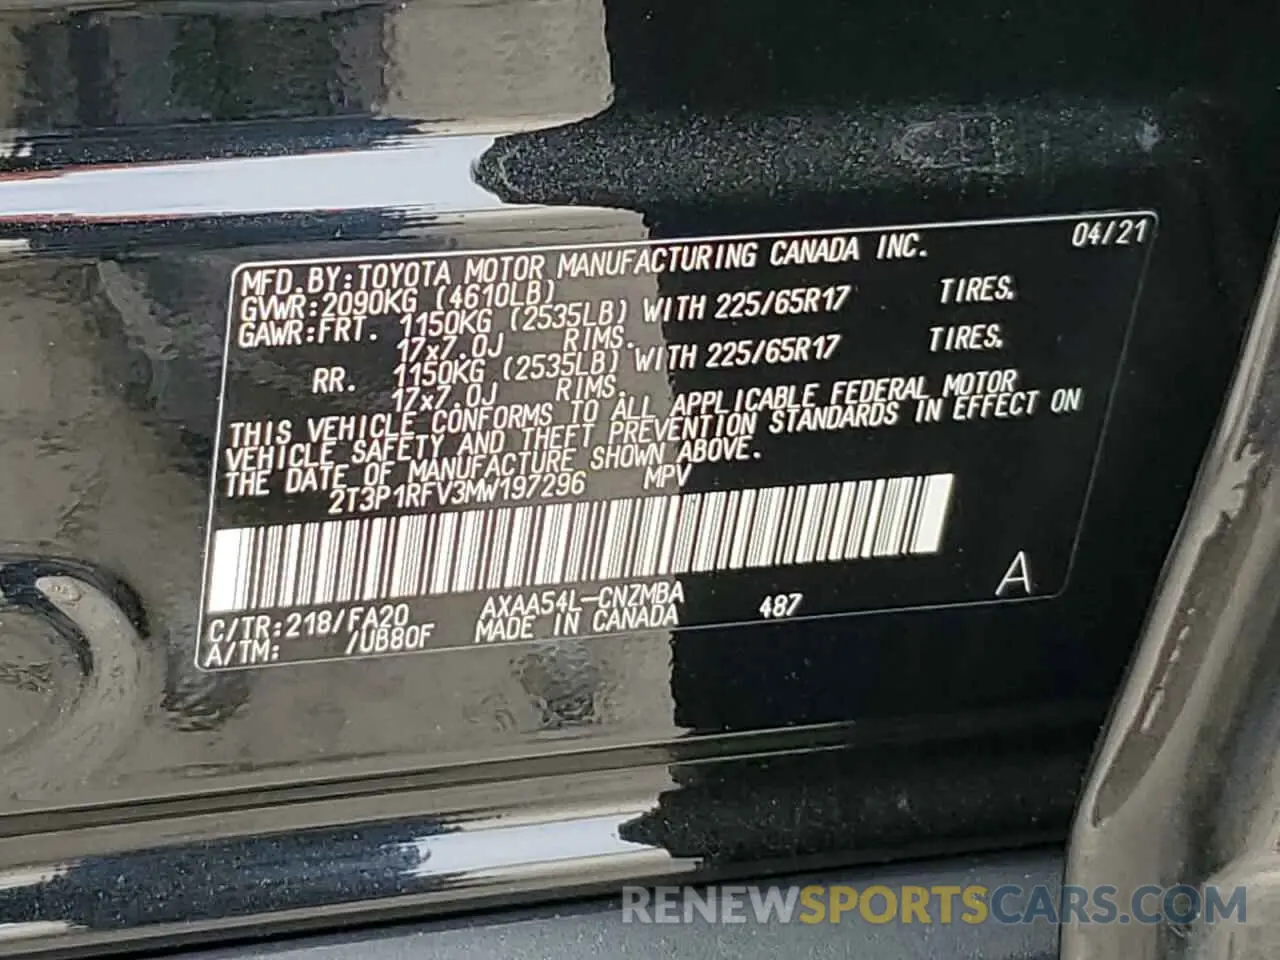 MFD.BY:TOYOTA MOTOR MANUFACTURING CANADA INC. 04/21
GVWR:2090KG (4610LB)
GAWR:FRT. 1150KG (2535LB) WITH 225/65R17 TIRES.
17x7.0J RIMS.
RR. 1150KG (2535LB) WITH 225/65R17 TIRES.
17x7.0J RIMS.
THIS VEHICLE CONFORMS TO ALL APPLICABLE FEDERAL MOTOR
VEHICLE SAFETY AND THEFT PREVENTION STANDARDS IN EFFECT ON
THE DATE OF MANUFACTURE SHOWN ABOVE.
2T3P1RFV3MW197296 MPV
C/TR:218/FA20 AXAA54L-CNZMBA 487 A
A/TM: /UB80F MADE IN CANADA
RENEWSPORTSCARS.COM